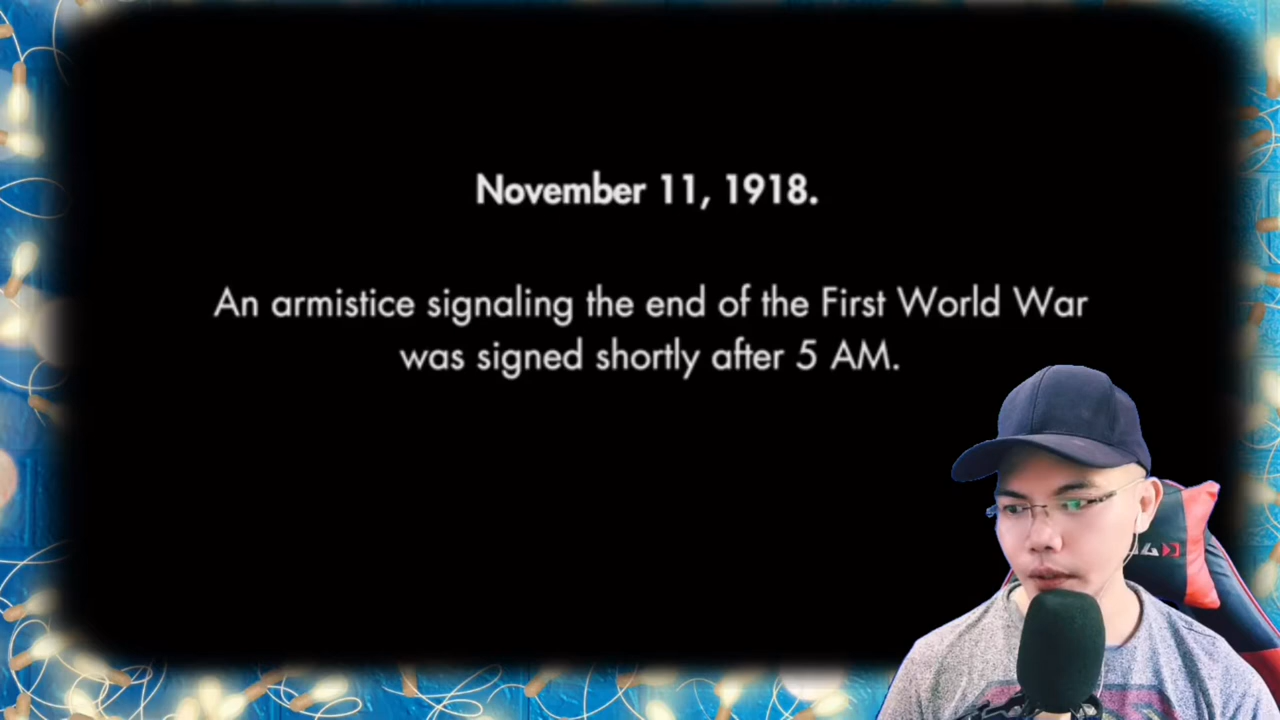 November 11, 1918.
An armistice signaling the end of the First World War
was signed shortly after 5 AM.